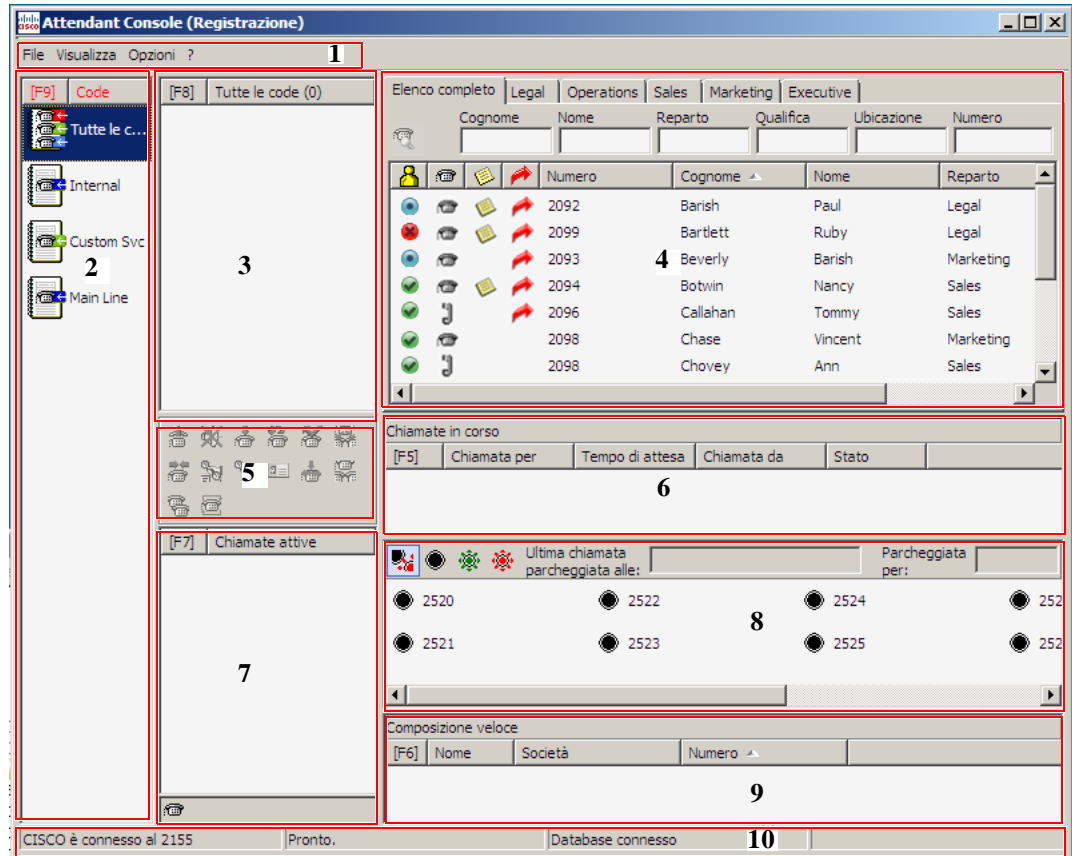 CISCO
Attendant Console (Registrazione)
File Visualizza Opzioni ?
1
[F9] Code
Tutte le c...
Internal
Custom Svc
2
Main Line
[F8] Tutte le code (0)
3
Elenco completo Legal Operations Sales Marketing Executive
Cognome Nome Reparto Qualifica Ubicazione Numero
Numero Cognome Nome Reparto
2092 Barish Paul Legal
2099 Bartlett Ruby Legal
2093 Beverly Barish Marketing
4
2094 Botwin Nancy Sales
2096 Callahan Tommy Sales
2098 Chase Vincent Marketing
2098 Chovey Ann Sales
5
Chiamate in corso
[F5] Chiamata per Tempo di attesa Chiamata da Stato
6
[F7] Chiamate attive
7
Ultima chiamata
parcheggiata alle:
Parcheggiata
per:
2520 2522 2524 252
8
2521 2523 2525 252
Composizione veloce
[F6] Nome Società Numero
9
CISCO è connesso al 2155 Pronto. Database connesso
10